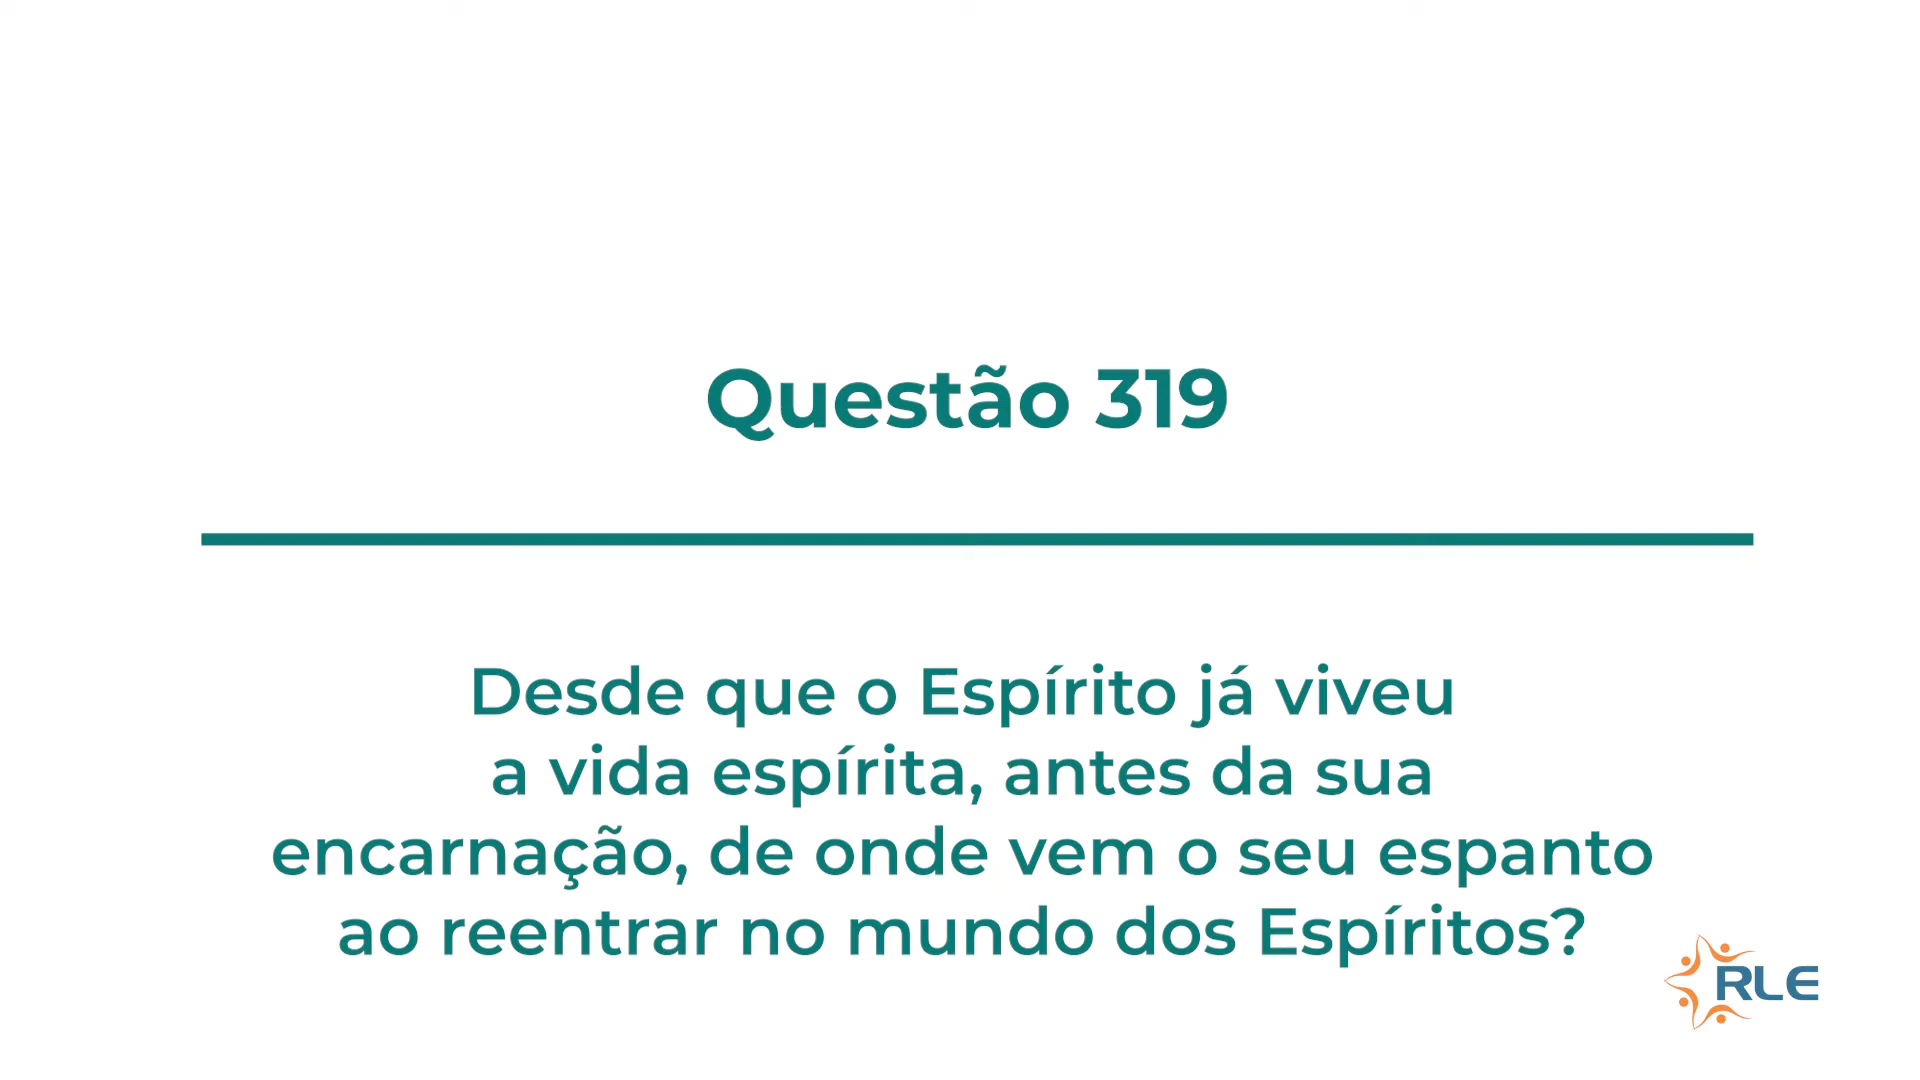 Questão 319
Desde que o Espírito já viveu
a vida espírita, antes da sua
encarnação, de onde vem o seu espanto
ao reentrar no mundo dos Espíritos?
RLE